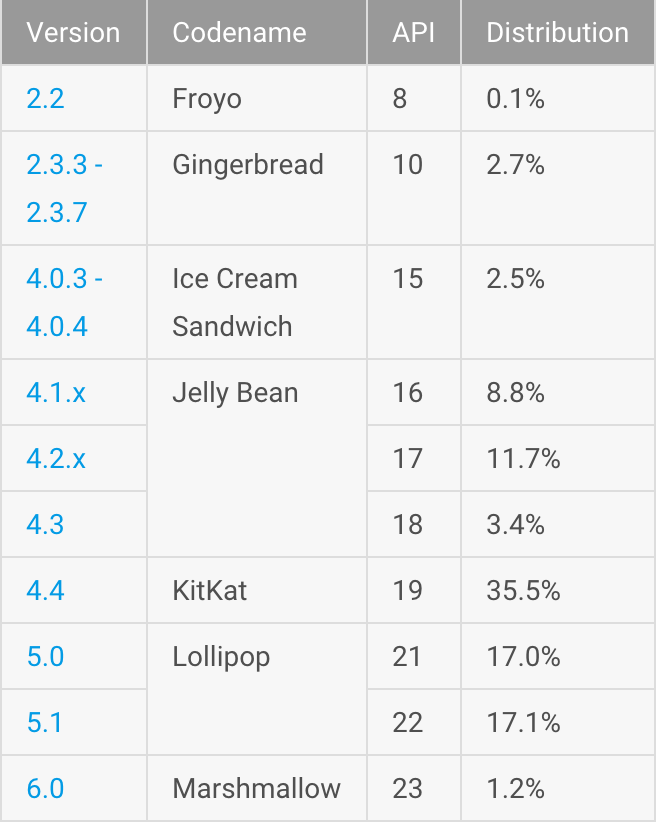 Version Codename API Distribution
2.2 Froyo 8 0.1%
2.3.3 - Gingerbread 10 2.7%
2.3.7
4.0.3 - Ice Cream 15 2.5%
4.0.4 Sandwich
4.1.x Jelly Bean 16 8.8%
4.2.x 17 11.7%
4.3 18 3.4%
4.4 KitKat 19 35.5%
5.0 Lollipop 21 17.0%
5.1 22 17.1%
6.0 Marshmallow 23 1.2%